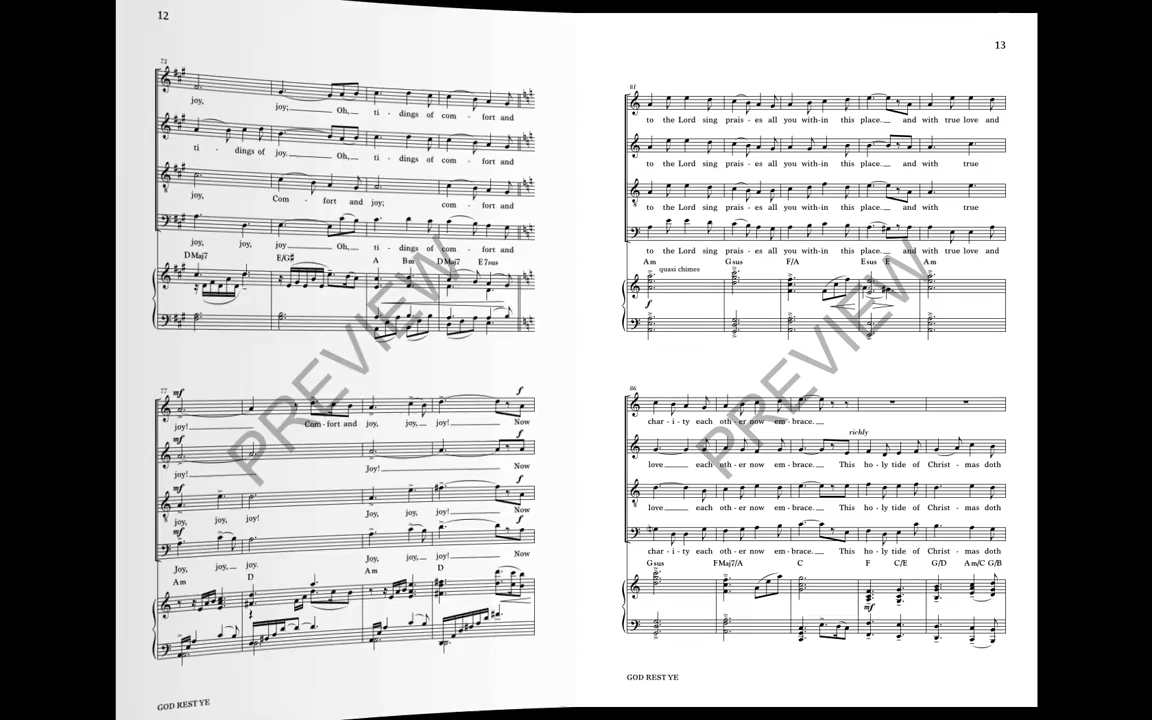 12
73
joy, joy; Oh, ti - dings of com - fort and
ti - dings of joy. Oh, ti - dings of com - fort and
joy, Com - fort and joy; com - fort and
joy, joy, joy Oh, ti - dings of com - fort and
DMaj7 E/G# A Bm DMaj7 E7sus
77
mf f
joy! Com - fort and joy, joy, joy! Now
mf f
joy! Joy! Now
mf f
joy, joy, joy! Joy, joy, joy! Now
mf f
Joy, joy, joy. Joy, joy, joy! Now
Am D Am D
GOD REST YE
PREVIEW
13
81
to the Lord sing prais - es all you with-in this place. and with true love and
to the Lord sing prais - es all you with-in this place. and with true
to the Lord sing prais - es all you with-in this place. and with true
to the Lord sing prais - es all you with-in this place. and with true love and
Am Gsus F/A Esus E Am
quasi chimes
f
86
char - i - ty each oth - er now em - brace.
richly
love each oth - er now em - brace. This ho - ly tide of Christ - mas doth
love each oth - er now em - brace. This ho - ly tide of Christ - mas doth
char - i - ty each oth - er now em - brace. This ho - ly tide of Christ - mas doth
Gsus FMaj7/A C F C/E G/D Am/C G/B
mf
GOD REST YE
PREVIEW